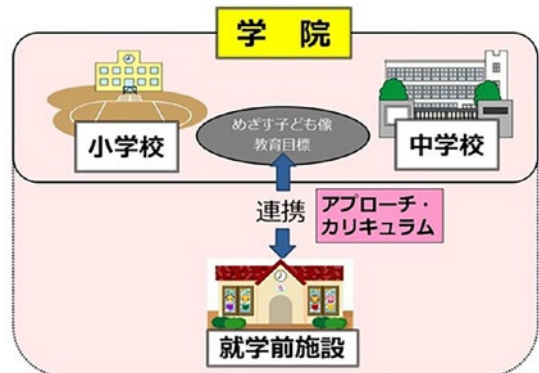 学 院
小学校
めざす子ども像
教育目標
中学校
連携
アプローチ・
カリキュラム
就学前施設